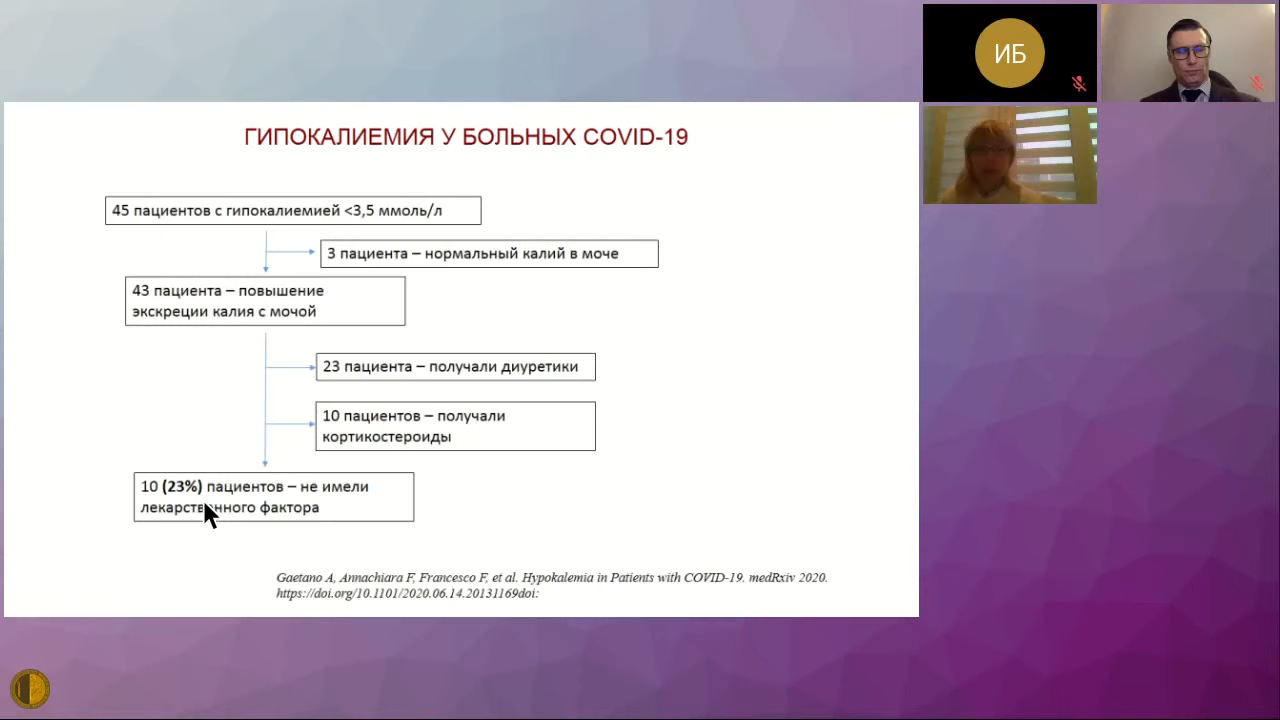 ИБ
ГИПОКАЛИЕМИЯ У БОЛЬНЫХ COVID-19
45 пациентов с гипокалиемией <3,5 ммоль/л
3 пациента – нормальный калий в моче
43 пациента – повышение
экскреции калия с мочой
23 пациента – получали диуретики
10 пациентов – получали
кортикостероиды
10 (23%) пациентов – не имели
лекарственного фактора
Gaetano A, Annachiara F, Francesco F, et al. Hypokalemia in Patients with COVID-19. medRxiv 2020.
https://doi.org/10.1101/2020.06.14.20131169doi: